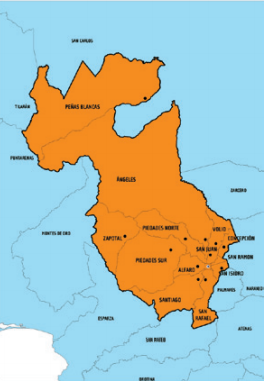 SAN CARLOS
TILARÁN
PEÑAS BLANCAS
PUNTARENAS
ÁNGELES
ZARCERO
MONTES DE ORO
PIEDADES NORTE
VOLIO
CONCEPCIÓN
ZAPOTAL
SAN JUAN
SAN RAMÓN
PIEDADES SUR
ALFARO
SAN ISIDRO
PALMARES
NARANJO
SANTIAGO
ESPARZA
SAN
RAFAEL
ATENAS
SAN MATEO
OROTINA